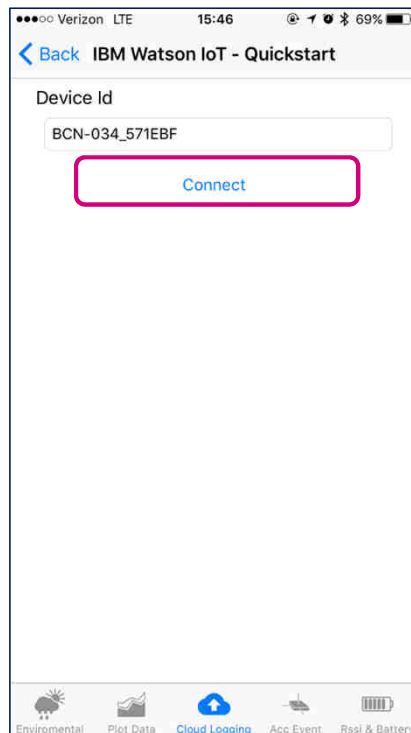 Verizon LTE 15:46 69%
Back IBM Watson IoT - Quickstart
Device Id
BCN-034_571EBF
Connect
Enviromental Plot Data Cloud Logging Acc Event Rssi & Battery